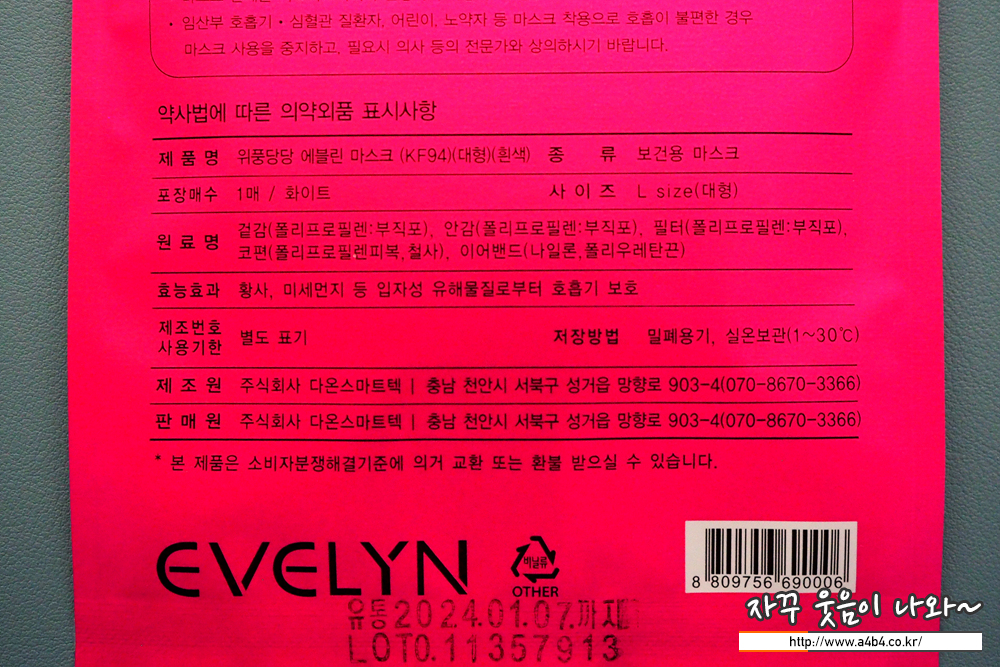 • 임산부 호흡기・심혈관 질환자, 어린이, 노약자 등 마스크 착용으로 호흡이 불편한 경우
마스크 사용을 중지하고, 필요시 의사 등의 전문가와 상의하시기 바랍니다.
약사법에 따른 의약외품 표시사항
제 품 명 위풍당당 에블린 마스크 (KF94)(대형)(흰색) 종 류 보건용 마스크
포장매수 1매 / 화이트 사 이 즈 L size(대형)
원 료 명 겉감(폴리프로필렌:부직포), 안감(폴리프로필렌:부직포), 필터(폴리프로필렌:부직포),
코편(폴리프로필렌피복,철사), 이어밴드(나일론,폴리우레탄끈)
효능효과 황사, 미세먼지 등 입자성 유해물질로부터 호흡기 보호
제조번호
사용기한 별도 표기 저장방법 밀폐용기, 실온보관(1~30℃)
제 조 원 주식회사 다온스마트텍 | 충남 천안시 서북구 성거읍 망향로 903-4(070-8670-3366)
판 매 원 주식회사 다온스마트텍 | 충남 천안시 서북구 성거읍 망향로 903-4(070-8670-3366)
* 본 제품은 소비자분쟁해결기준에 의거 교환 또는 환불 받으실 수 있습니다.
EVELYN
비닐류
OTHER
8 809756 690006
유통2024.01.07.까지
LOT0.11357913
자꾸 웃음이 나와~
http://www.a4b4.co.kr/